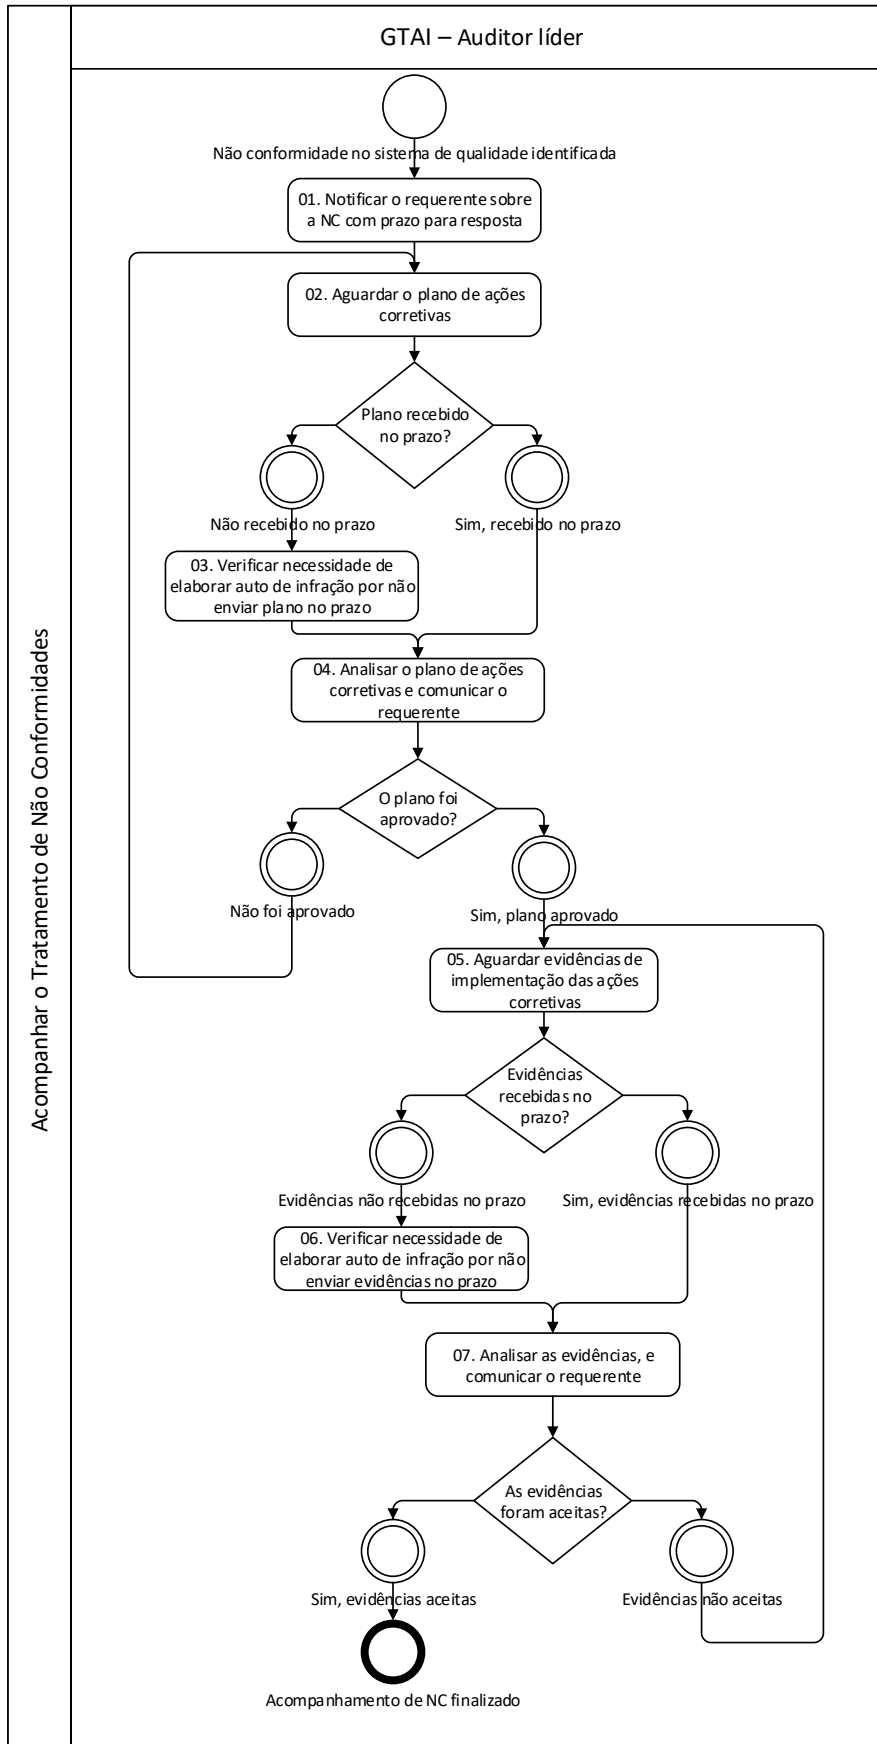 GTAI – Auditor líder
Acompanhar o Tratamento de Não Conformidades
Não conformidade no sistema de qualidade identificada
01. Notificar o requerente sobre
a NC com prazo para resposta
02. Aguardar o plano de ações
corretivas
Plano recebido
no prazo?
Não recebido no prazo
Sim, recebido no prazo
03. Verificar necessidade de
elaborar auto de infração por não
enviar plano no prazo
04. Analisar o plano de ações
corretivas e comunicar o
requerente
O plano foi
aprovado?
Não foi aprovado
Sim, plano aprovado
05. Aguardar evidências de
implementação das ações
corretivas
Evidências
recebidas no
prazo?
Evidências não recebidas no prazo
Sim, evidências recebidas no prazo
06. Verificar necessidade de
elaborar auto de infração por não
enviar evidências no prazo
07. Analisar as evidências, e
comunicar o requerente
As evidências
foram aceitas?
Sim, evidências aceitas
Evidências não aceitas
Acompanhamento de NC finalizado